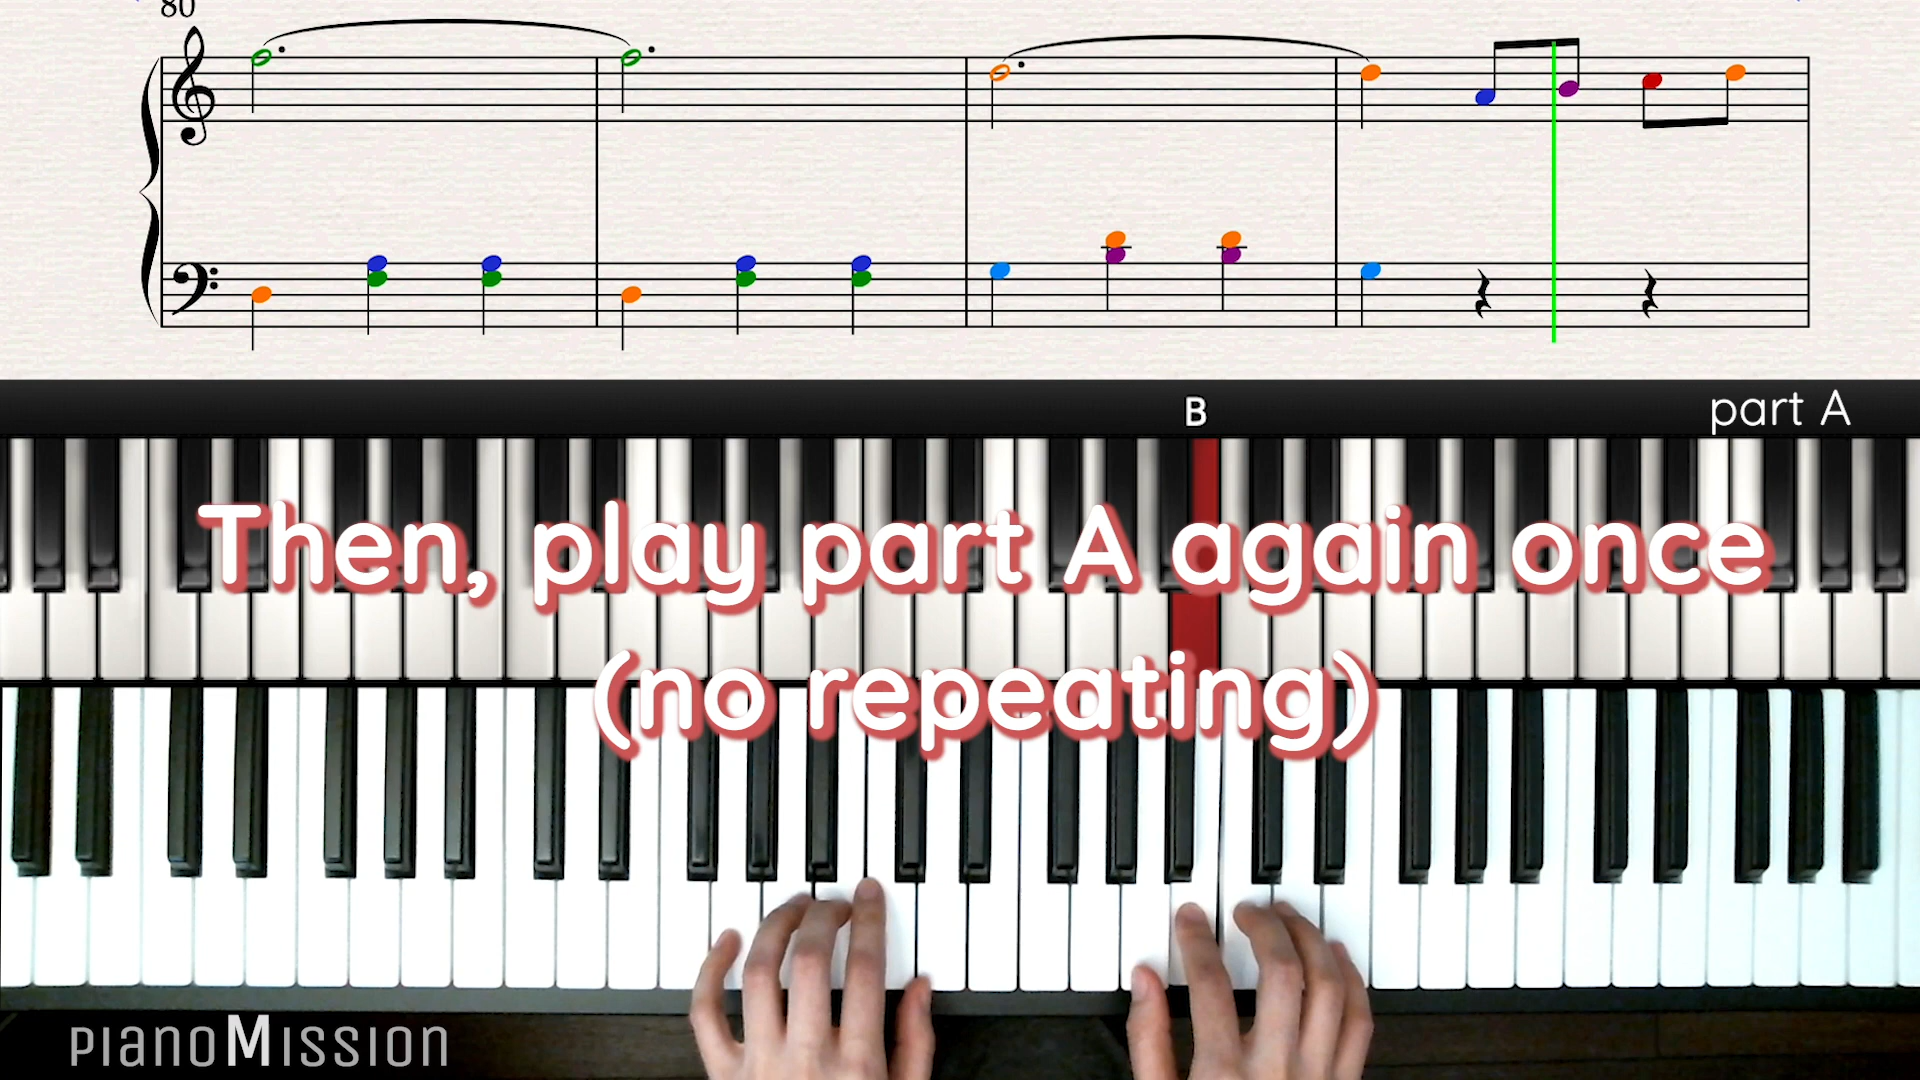 80
B
part A
Then, play part A again once
(no repeating)
pianoMission